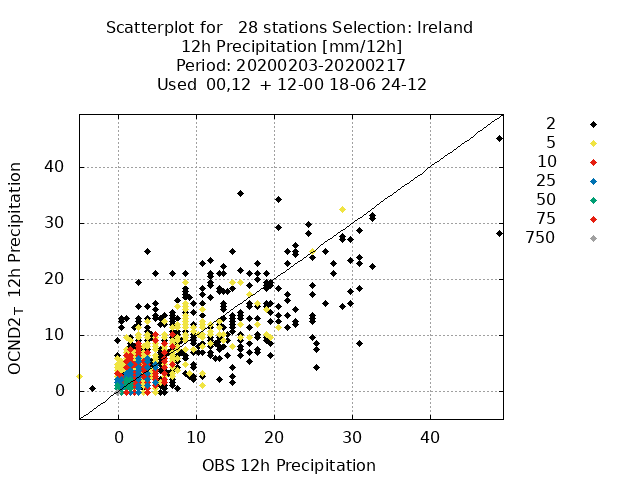 Scatterplot for   28 stations Selection: Ireland
12h Precipitation [mm/12h]
Period: 20200203-20200217
Used  00,12  + 12-00 18-06 24-12
2
5
10
25
50
75
750
40
30
20
10
0
OCND2T  12h Precipitation
0 10 20 30 40
OBS 12h Precipitation